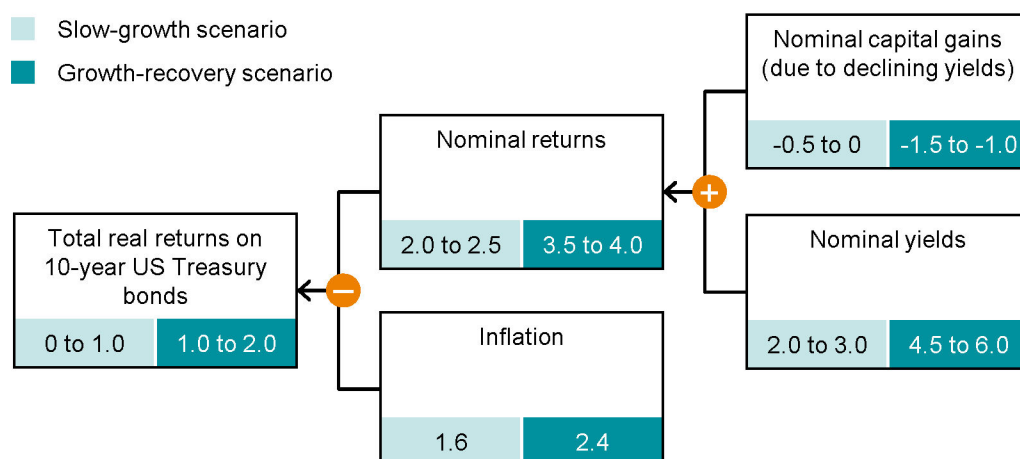 Slow-growth scenario
Growth-recovery scenario
Nominal capital gains
(due to declining yields)
-0.5 to 0
-1.5 to -1.0
+
Nominal returns
2.0 to 2.5
3.5 to 4.0
Nominal yields
2.0 to 3.0
4.5 to 6.0
Total real returns on
10-year US Treasury
bonds
0 to 1.0
1.0 to 2.0
−
Inflation
1.6
2.4